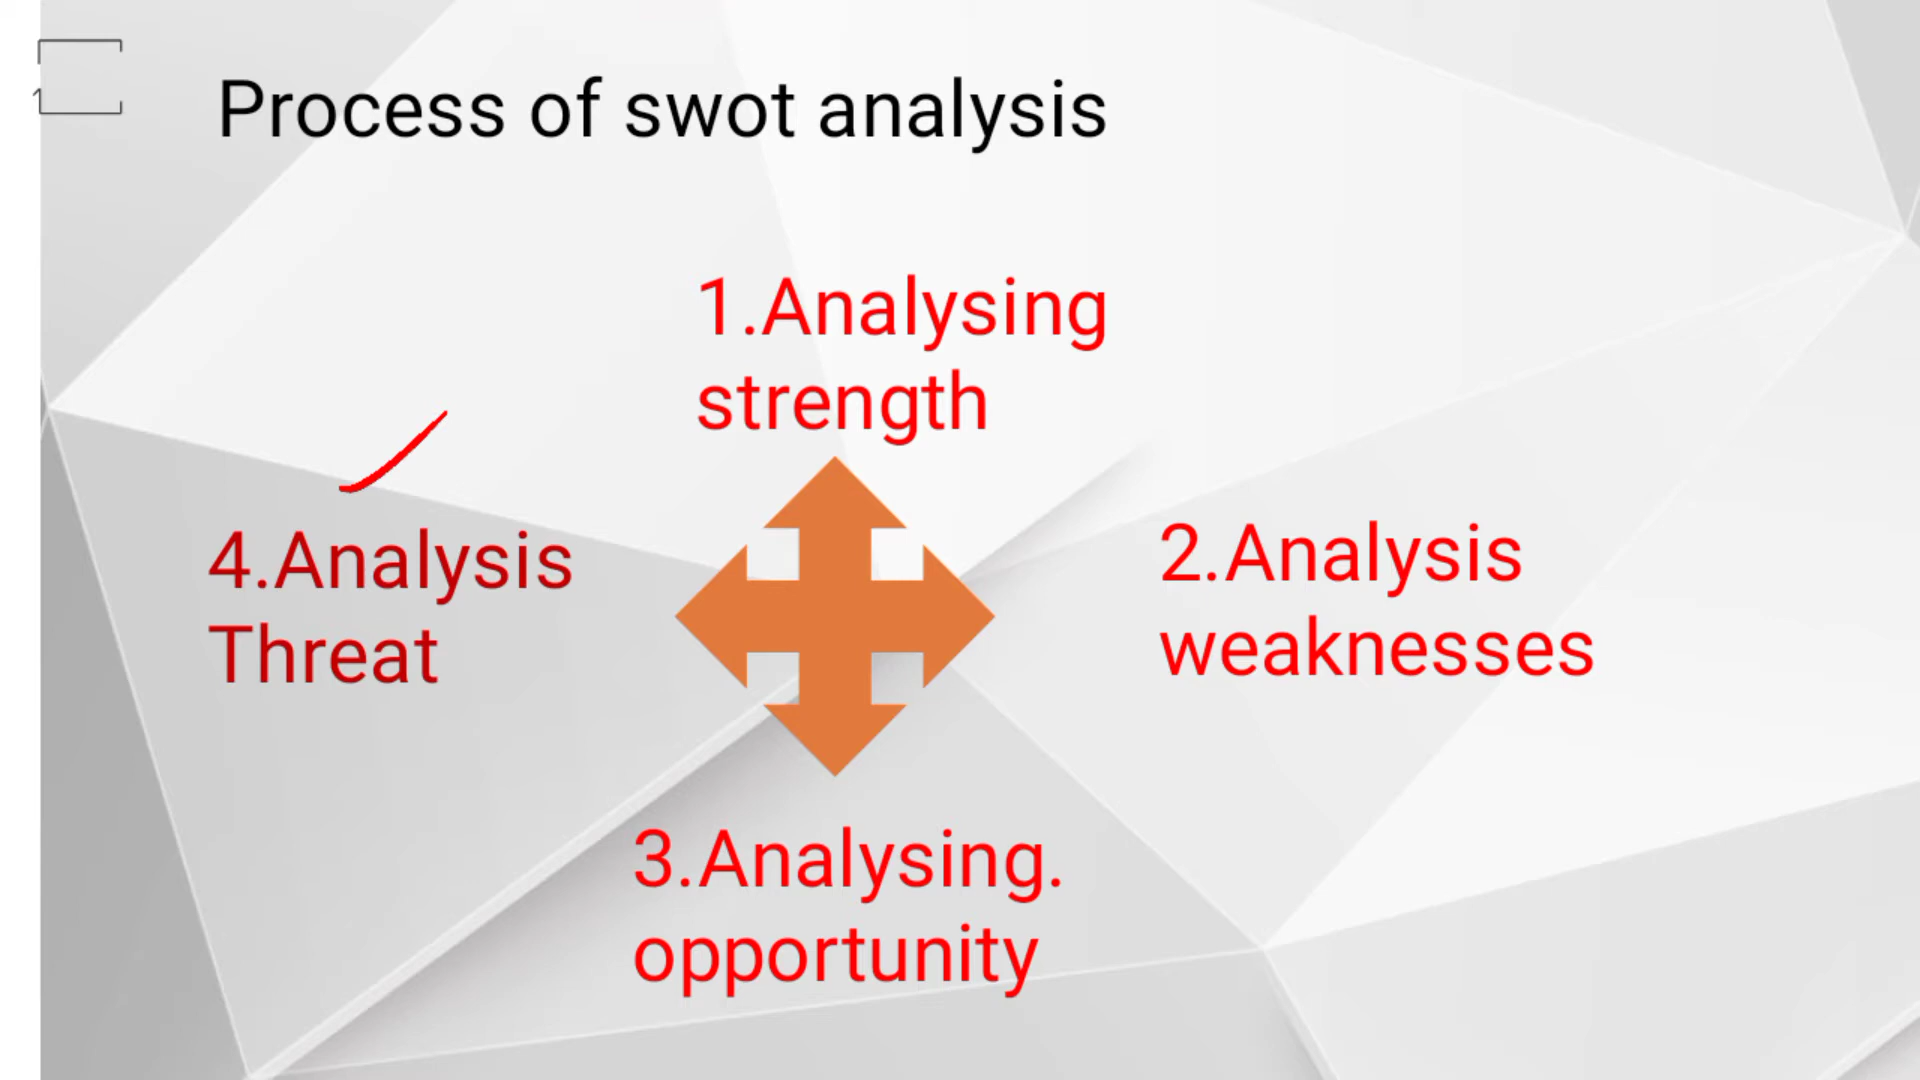 Process of swot analysis
1.Analysing
strength
2.Analysis
weaknesses
3.Analysing.
opportunity
4.Analysis
Threat